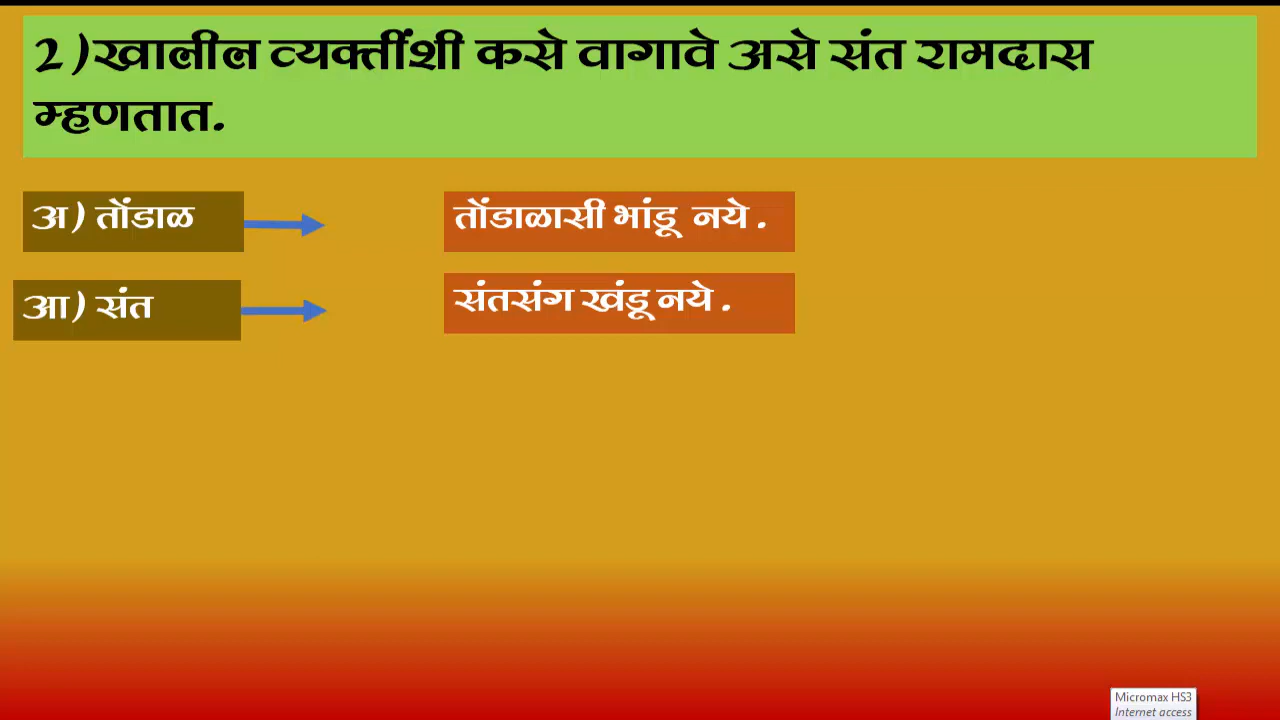 2)खालील व्यक्तींशी कसे वागावे असे संत रामदास
म्हणतात.
अ) तोंडाळ
तोंडाळासी भांडू नये .
आ) संत
संतसंग खंडू नये .
Micromax HS3
Internet access